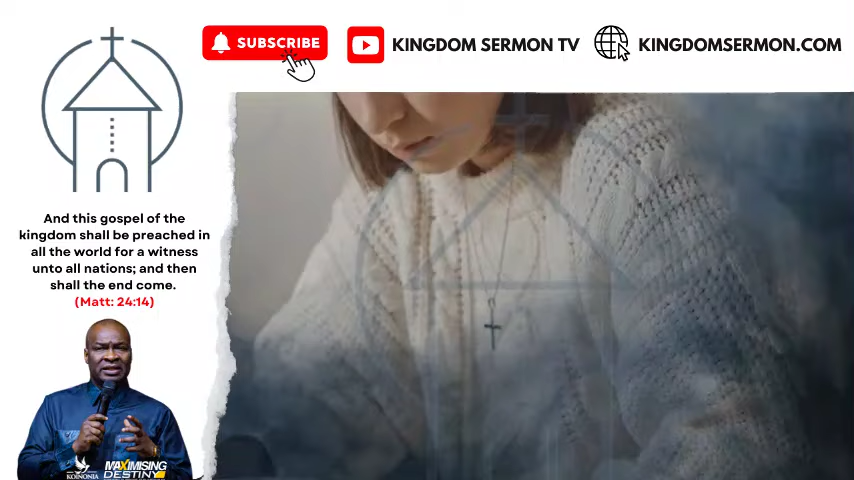 SUBSCRIBE
KINGDOM SERMON TV
KINGDOMSERMON.COM
And this gospel of the
kingdom shall be preached in
all the world for a witness
unto all nations; and then
shall the end come.
(Matt: 24:14)
KOINONIA
MAXIMISING
DESTINY